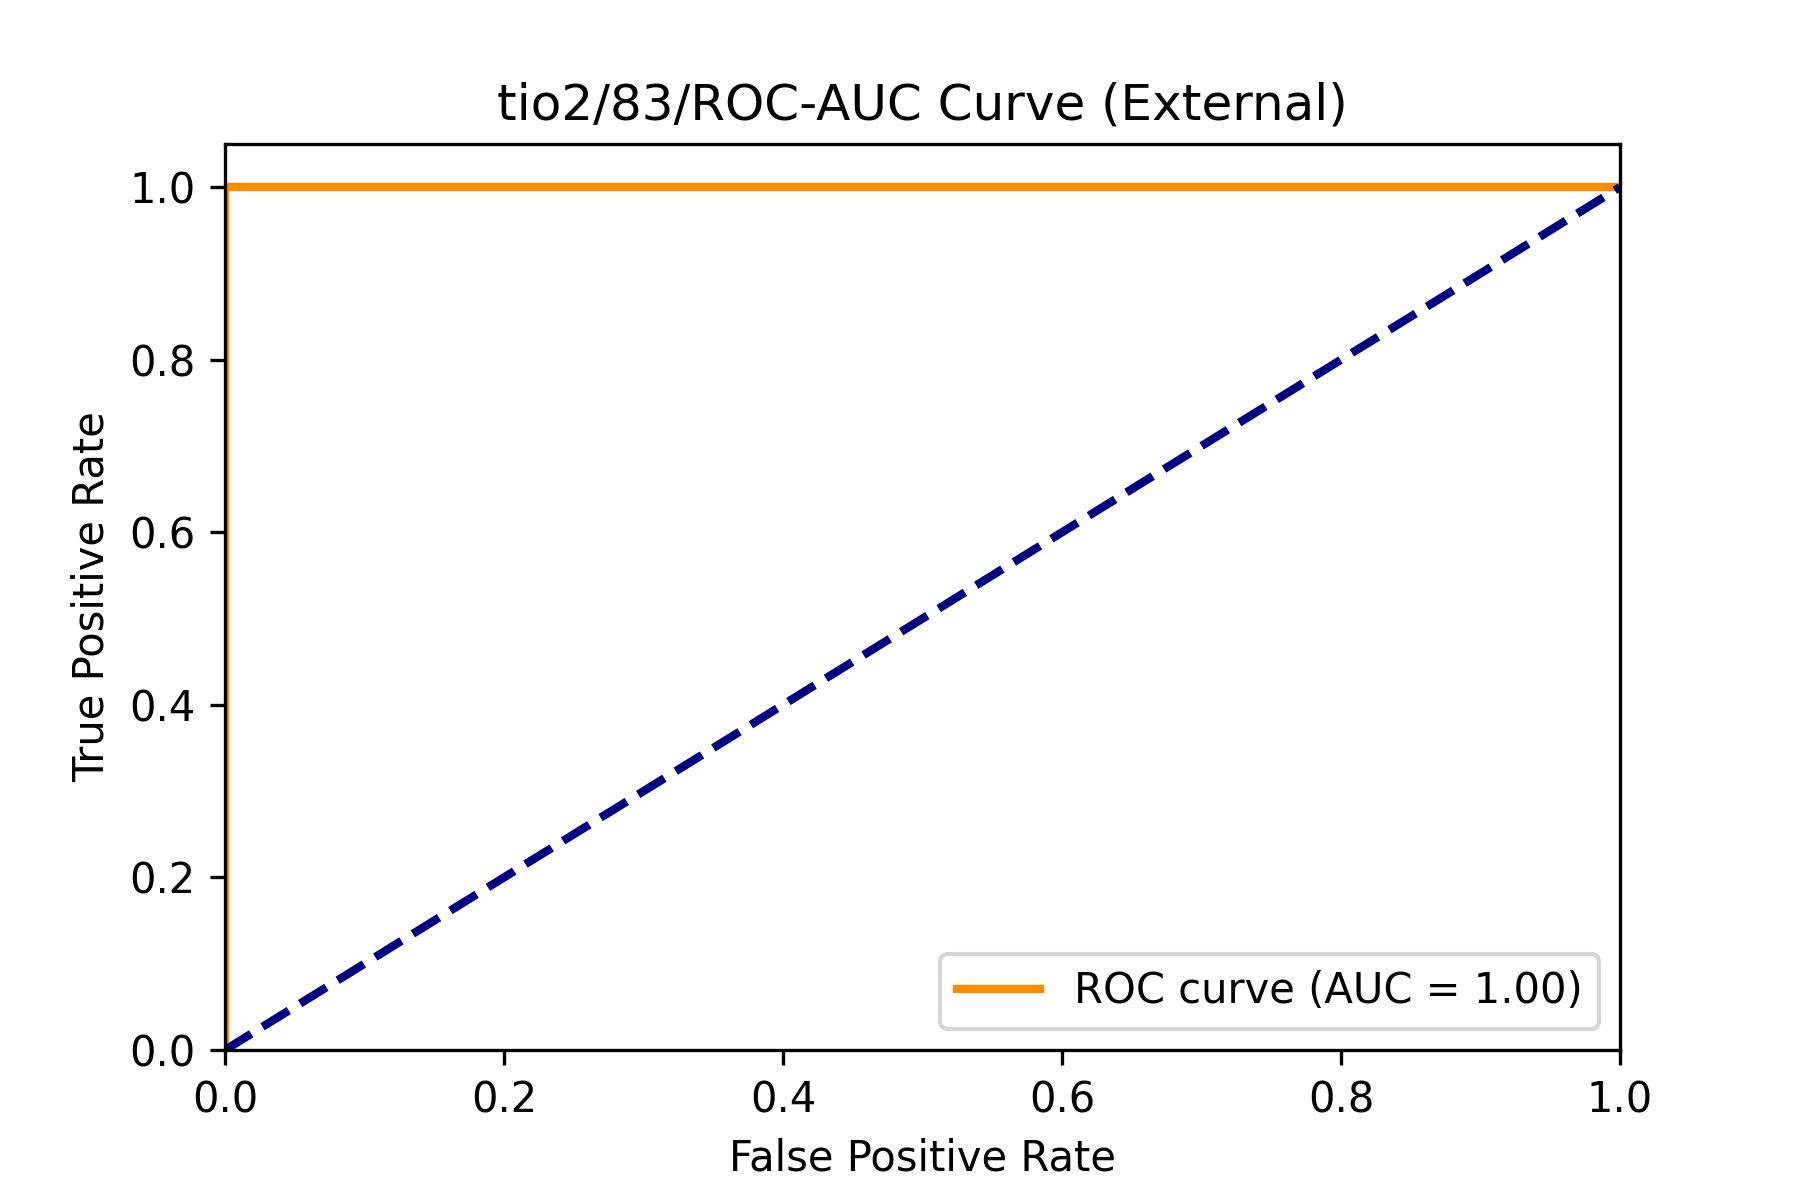 tio2/83/ROC-AUC Curve (External)
True Positive Rate
1.0
0.8
0.6
0.4
0.2
0.0
ROC curve (AUC = 1.00)
0.0 0.2 0.4 0.6 0.8 1.0
False Positive Rate